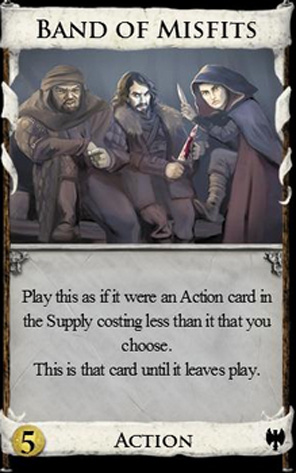 BAND OF MISFITS
Play this as if it were an Action card in
the Supply costing less than it that you
choose.
This is that card until it leaves play.
5
ACTION